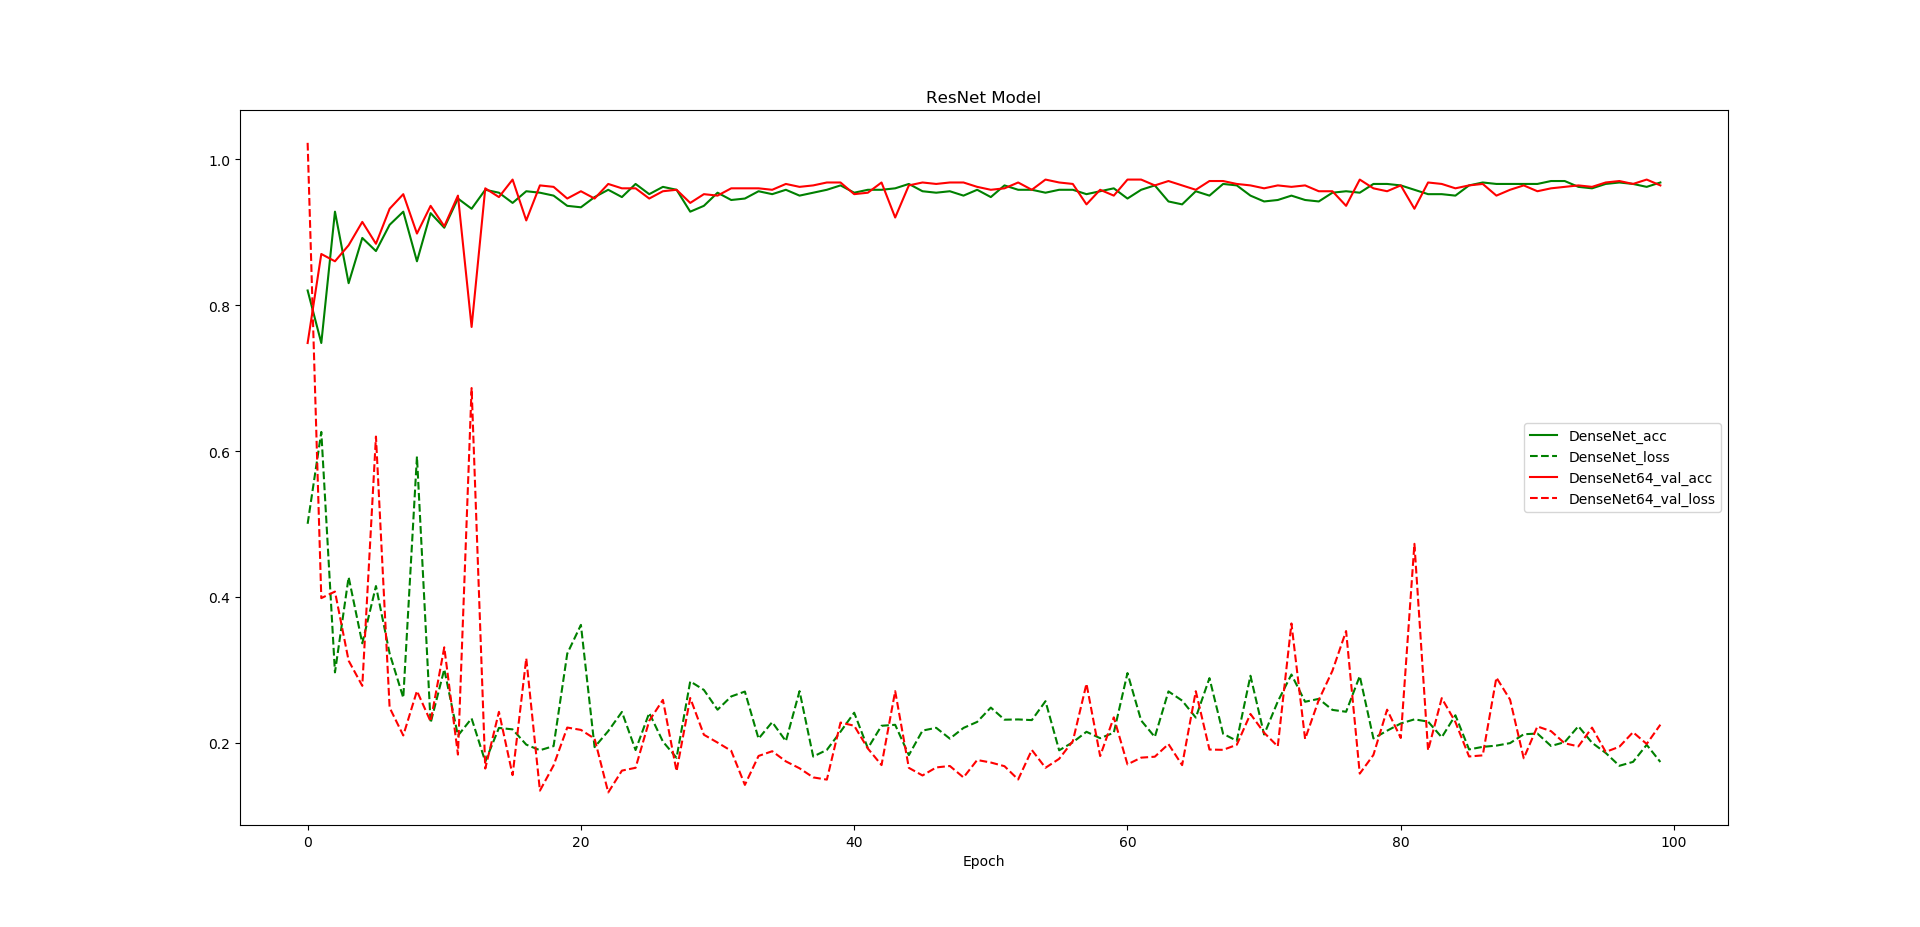 ResNet Model
1.0
0.8
0.6
0.4
0.2
DenseNet_acc
DenseNet_loss
DenseNet64_val_acc
DenseNet64_val_loss
0 20 40 60 80 100
Epoch